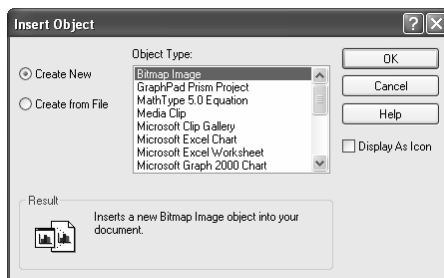 Insert Object
Object Type:
Create New
Create from File
Bitmap Image
GraphPad Prism Project
MathType 5.0 Equation
Media Clip
Microsoft Clip Gallery
Microsoft Excel Chart
Microsoft Excel Worksheet
Microsoft Graph 2000 Chart
OK
Cancel
Help
Display As Icon
Result
Inserts a new Bitmap Image object into your
document.